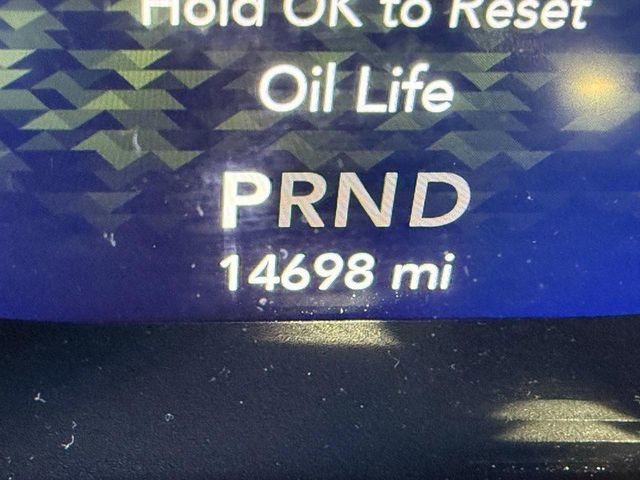 Hold OK to Reset
Oil Life
PRND
14698 mi